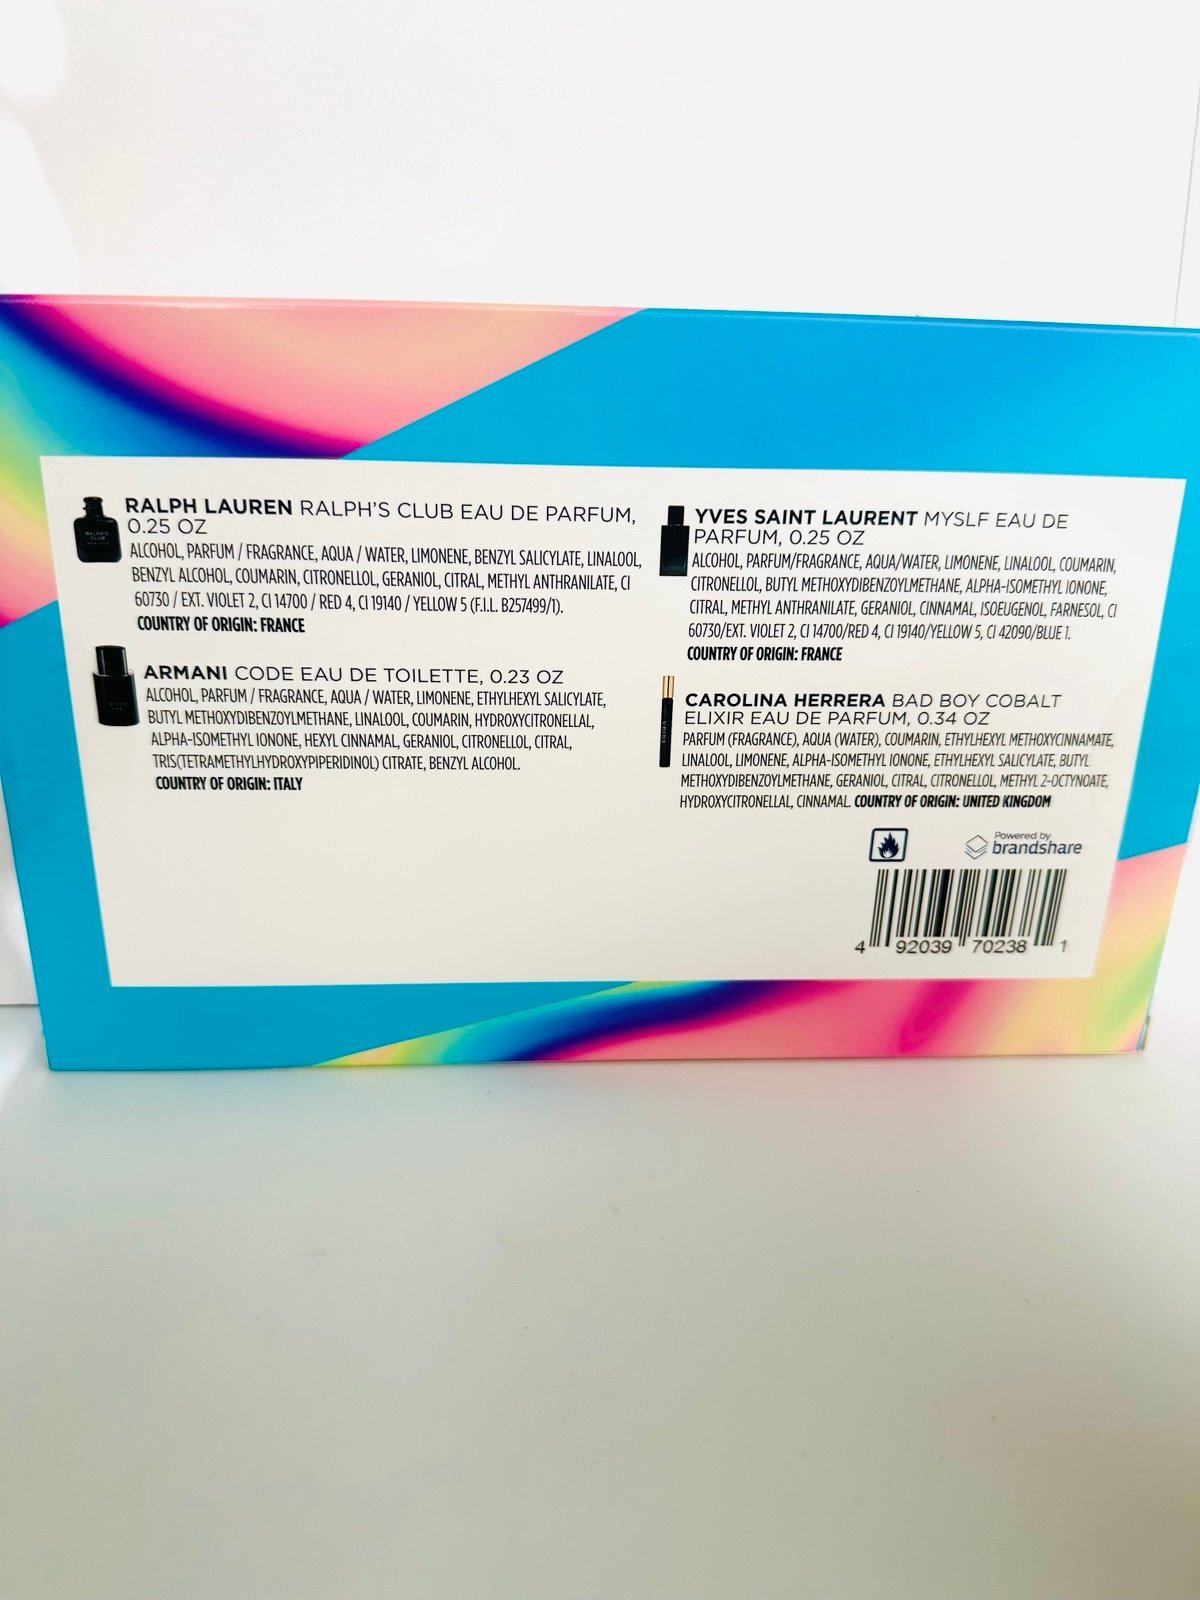 RALPH LAUREN RALPH'S CLUB EAU DE PARFUM,
0.25 OZ
ALCOHOL, PARFUM / FRAGRANCE, AQUA / WATER, LIMONENE, BENZYL SALICYLATE, LINALOOL,
BENZYL ALCOHOL, COUMARIN, CITRONELLOL, GERANIOL, CITRAL, METHYL ANTHRANILATE, CI
60730 / EXT. VIOLET 2, CI 14700 / RED 4, CI 19140 / YELLOW 5 (F.I.L. B257499/1).
COUNTRY OF ORIGIN: FRANCE
ARMANI CODE EAU DE TOILETTE, 0.23 OZ
ALCOHOL, PARFUM / FRAGRANCE, AQUA / WATER, LIMONENE, ETHYLHEXYL SALICYLATE,
BUTYL METHOXYDIBENZOYLMETHANE, LINALOOL, COUMARIN, HYDROXYCITRONELLAL,
ALPHA-ISOMETHYL IONONE, HEXYL CINNAMAL, GERANIOL, CITRONELLOL, CITRAL,
TRIS(TETRAMETHYLHYDROXYPIPERIDINOL) CITRATE, BENZYL ALCOHOL.
COUNTRY OF ORIGIN: ITALY
YVES SAINT LAURENT MYSLF EAU DE
PARFUM, 0.25 OZ
ALCOHOL, PARFUM/FRAGRANCE, AQUA/WATER, LIMONENE, LINALOOL, COUMARIN,
CITRONELLOL, BUTYL METHOXYDIBENZOYLMETHANE, ALPHA-ISOMETHYL IONONE,
CITRAL, METHYL ANTHRANILATE, GERANIOL, CINNAMAL, ISOEUGENOL, FARNESOL, CI
60730/EXT. VIOLET 2, CI 14700/RED 4, CI 19140/YELLOW 5, CI 42090/BLUE 1.
COUNTRY OF ORIGIN: FRANCE
CAROLINA HERRERA BAD BOY COBALT
ELIXIR EAU DE PARFUM, 0.34 OZ
PARFUM (FRAGRANCE), AQUA (WATER), COUMARIN, ETHYLHEXYL METHOXYCINNAMATE,
LINALOOL, LIMONENE, ALPHA-ISOMETHYL IONONE, ETHYLHEXYL SALICYLATE, BUTYL
METHOXYDIBENZOYLMETHANE, GERANIOL, CITRAL, CITRONELLOL, METHYL 2-OCTYNOATE,
HYDROXYCITRONELLAL, CINNAMAL. COUNTRY OF ORIGIN: UNITED KINGDOM
Powered by
brandshare
4 92039 70238 1